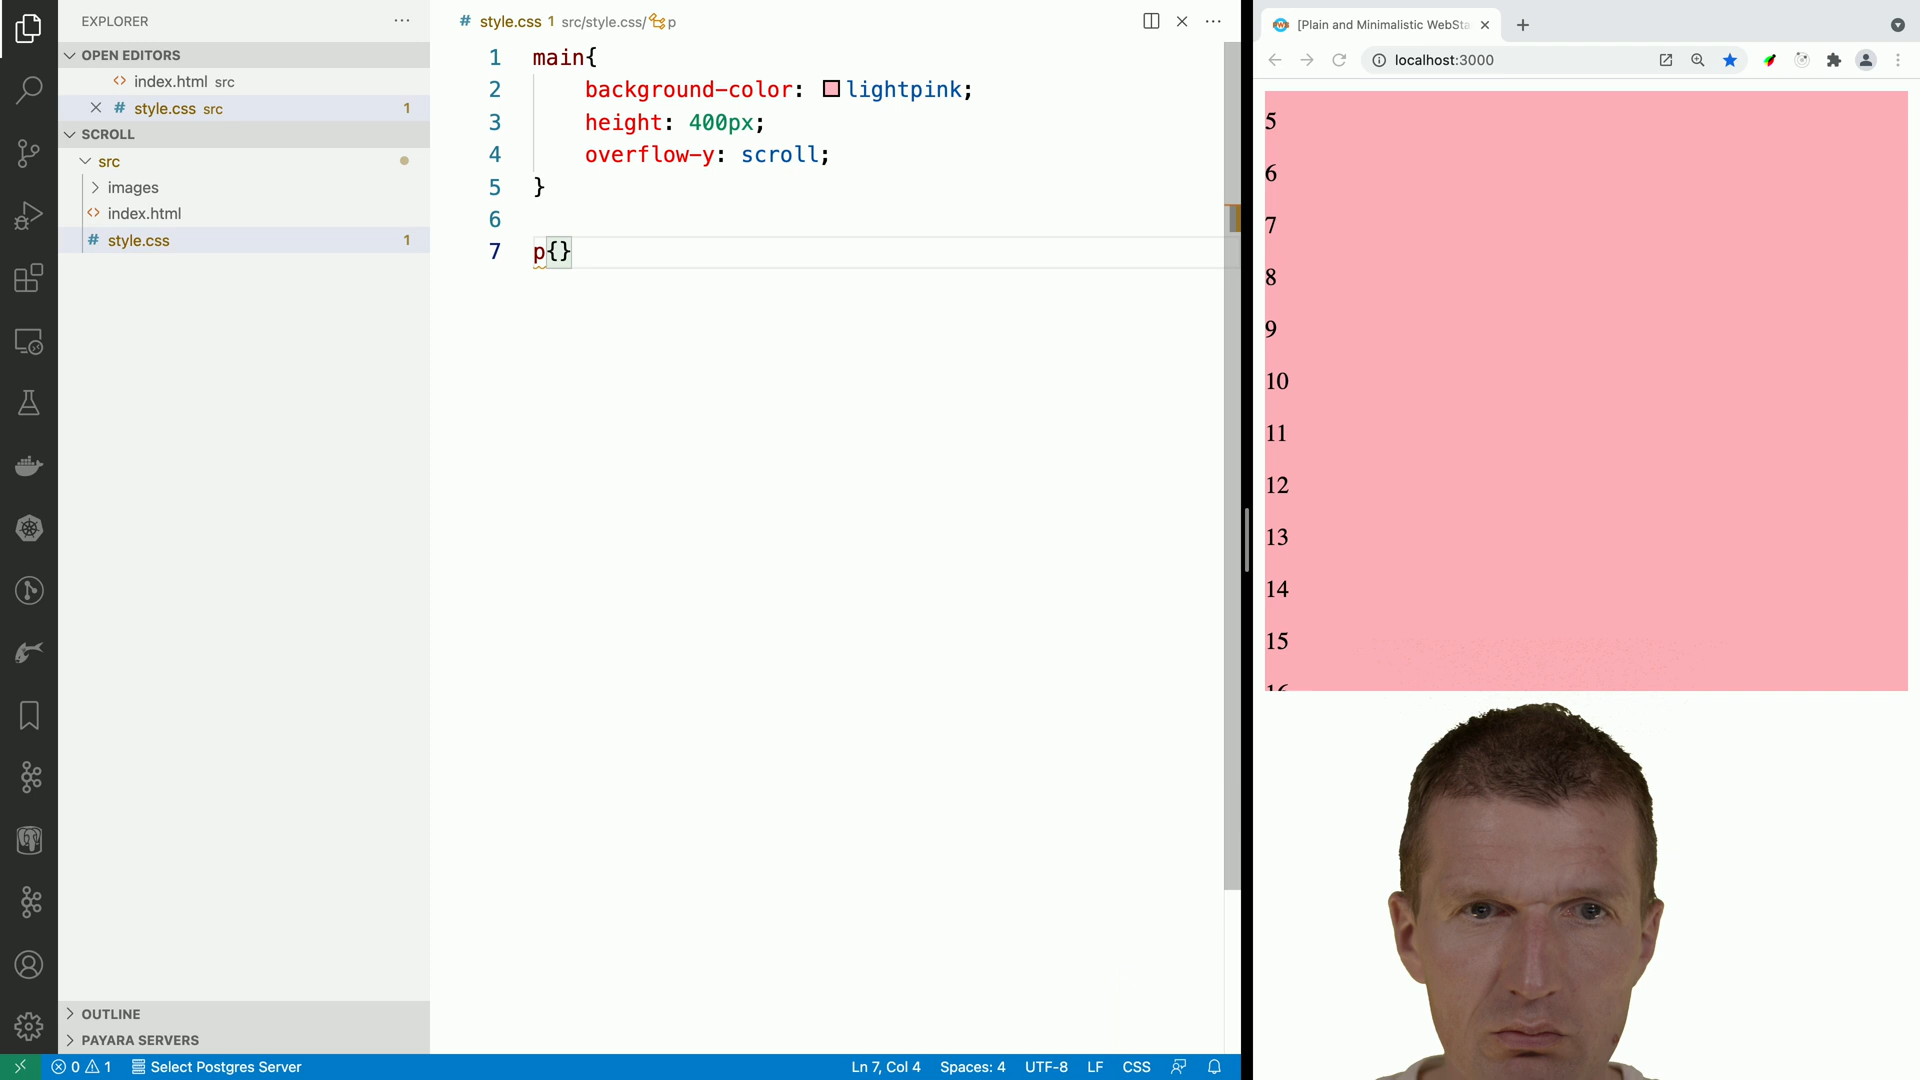 EXPLORER
OPEN EDITORS
index.html src
style.css src 1
SCROLL
src
images
index.html
style.css 1
OUTLINE
PAYARA SERVERS
# style.css 1 src/style.css/ p
1 main{
2 background-color: lightpink;
3 height: 400px;
4 overflow-y: scroll;
5 }
6
7 p{}
0 1 Select Postgres Server
Ln 7, Col 4 Spaces: 4 UTF-8 LF CSS
[Plain and Minimalistic WebSta
localhost:3000
5
6
7
8
9
10
11
12
13
14
15
16